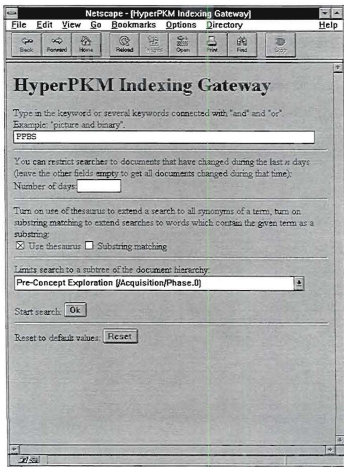 Netscape - [HyperPKM Indexing Gateway]
File Edit View Go Bookmarks Options Directory Help
Back Forward Home Reload Open Print Find Stop
HyperPKM Indexing Gateway
Type in the keyword or several keywords connected with "and" and "or"
Example: "picture and binary".
PPBS
You can restrict searches to documents that have changed during the last n days
(leave the other fields empty to get all documents changed during that time);
Number of days:
Turn on use of thesaurus to extend a search to all synonyms of a term, turn on
substring matching to extend searches to words which contain the given term as a
substring:
Use thesaurus Substring matching
Limits search to a subtree of the document hierarchy:
Pre-Concept Exploration (/Acquisition/Phase.0)
Start search: Ok
Reset to default values: Reset